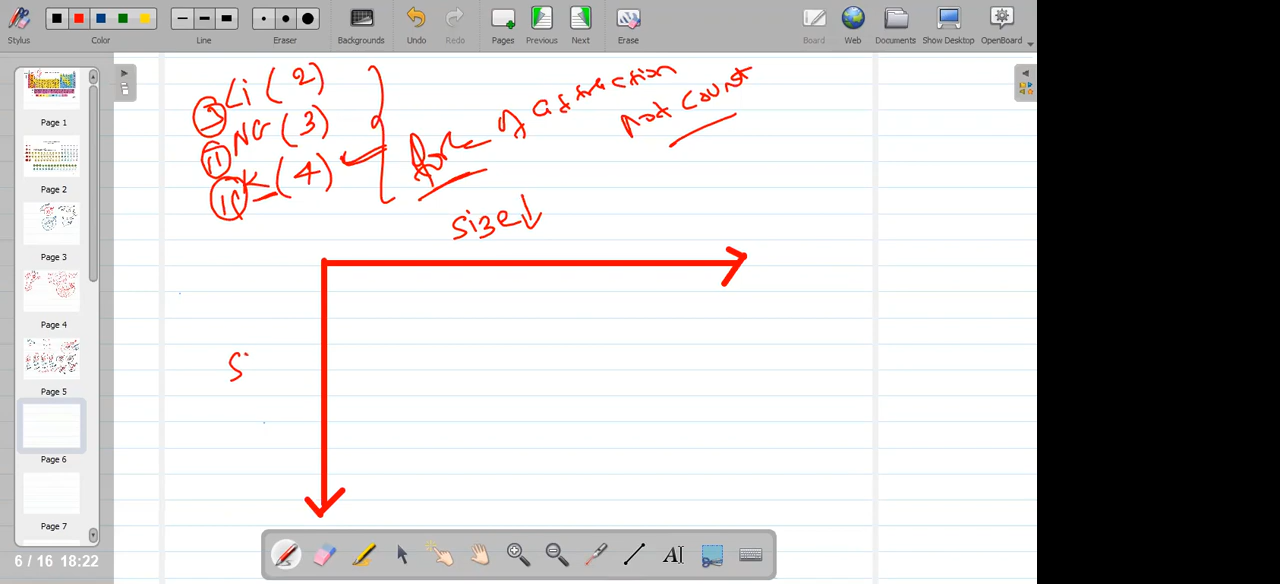 Stylus Color Line Eraser Backgrounds Undo Redo Pages Previous Next Erase Board Web Documents Show Desktop OpenBoard
Page 1
Page 2
Page 3
Page 4
Page 5
Page 6
Page 7
6 / 16 18:22
③ Li (2)
⑪ Na (3)
K (4)
force of attraction
not count
size↓
S